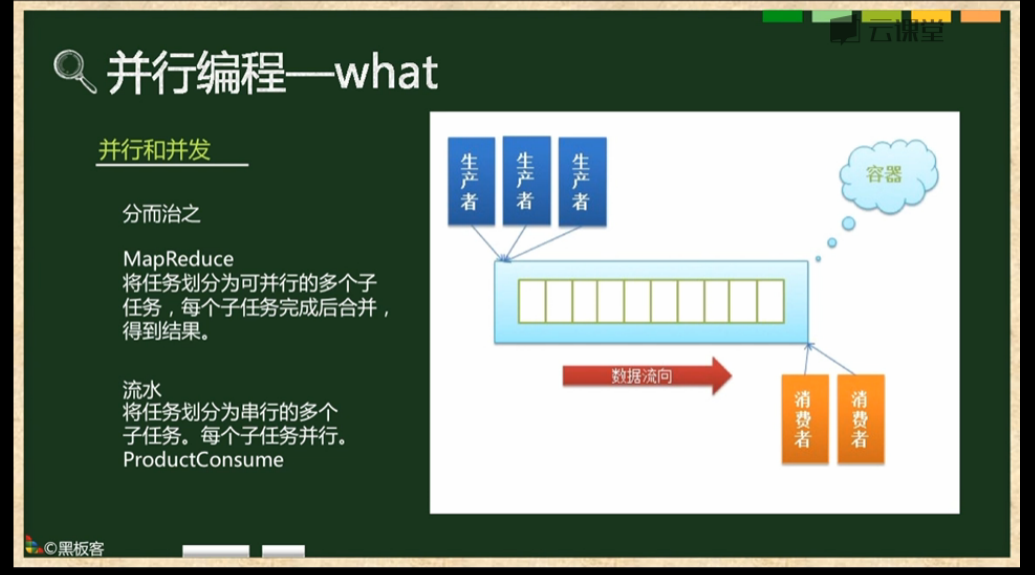 云课堂
并行编程—what
并行和并发
分而治之
MapReduce
将任务划分为可并行的多个子
任务，每个子任务完成后合并，
得到结果。
流水
将任务划分为串行的多个
子任务。每个子任务并行。
ProductConsume
生产者
生产者
生产者
容器
数据流向
消费者
消费者
©黑板客